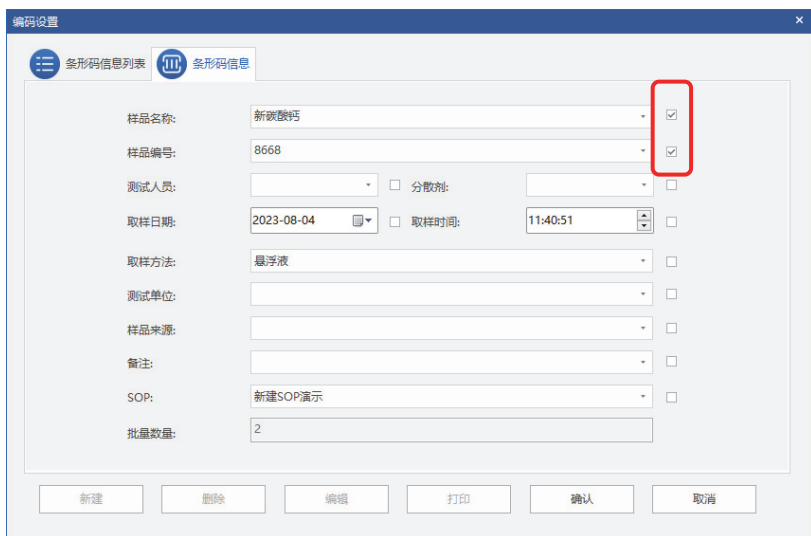 编码设置
条形码信息列表 条形码信息
样品名称: 新碳酸钙
样品编号: 8668
测试人员: 分散剂:
取样日期: 2023-08-04 取样时间: 11:40:51
取样方法: 悬浮液
测试单位:
样品来源:
备注:
SOP: 新建SOP演示
批量数量: 2
新建 删除 编辑 打印 确认 取消